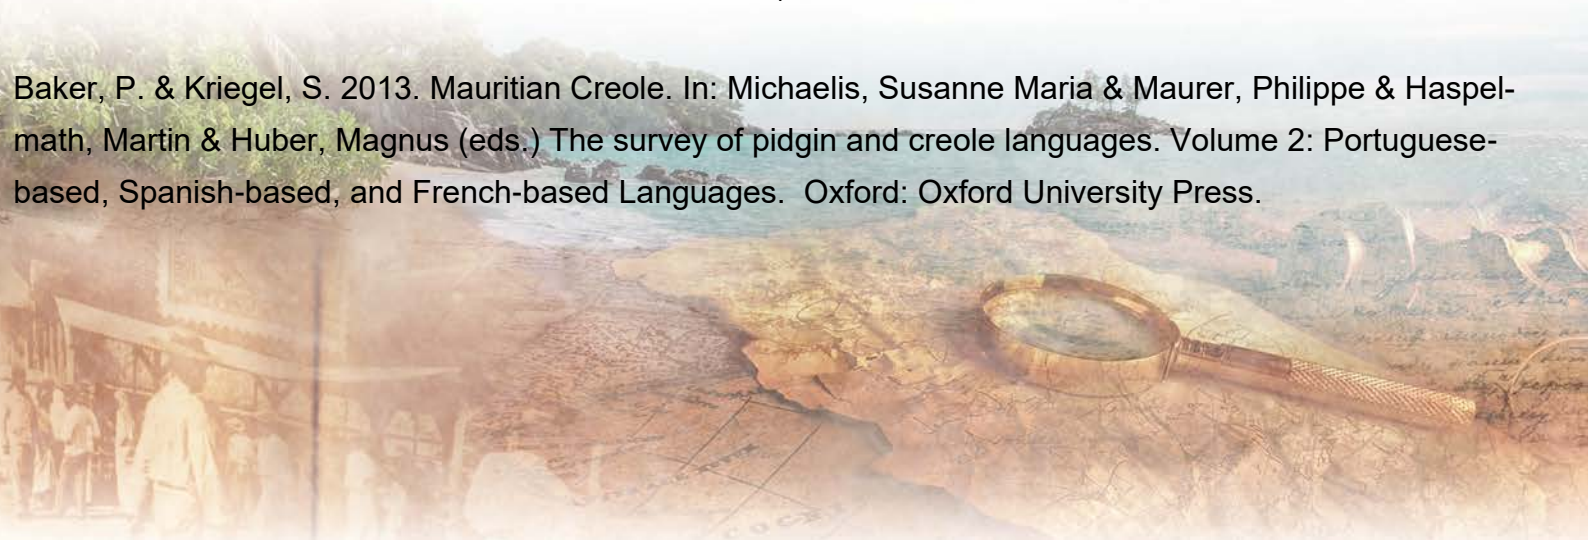 Baker, P. & Kriegel, S. 2013. Mauritian Creole. In: Michaelis, Susanne Maria & Maurer, Philippe & Haspel-
math, Martin & Huber, Magnus (eds.) The survey of pidgin and creole languages. Volume 2: Portuguese-
based, Spanish-based, and French-based Languages.  Oxford: Oxford University Press.